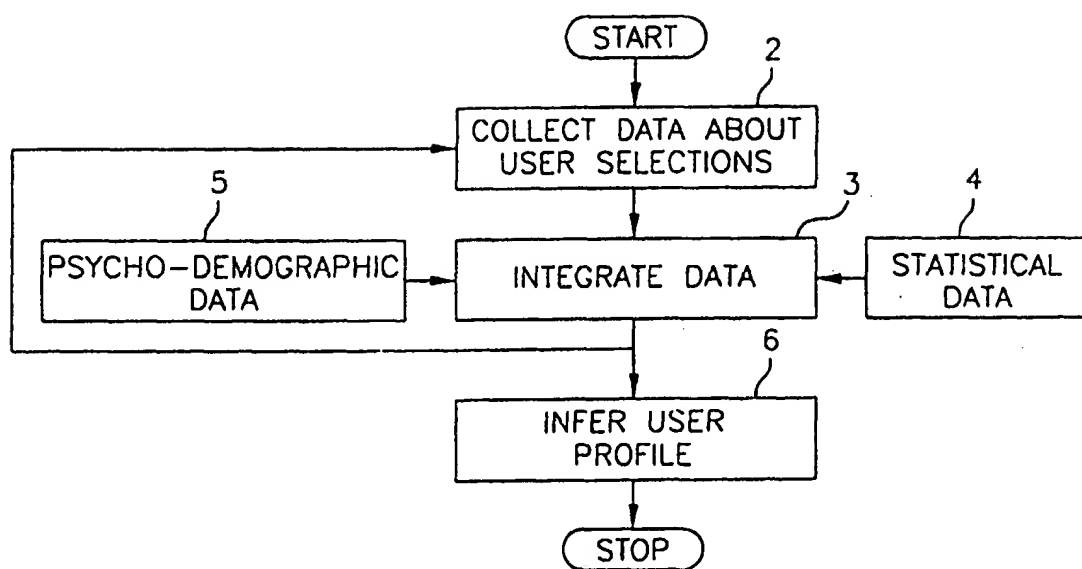 START
2
COLLECT DATA ABOUT
USER SELECTIONS
5
3
4
PSYCHO-DEMOGRAPHIC
DATA
INTEGRATE DATA
STATISTICAL
DATA
6
INFER USER
PROFILE
STOP